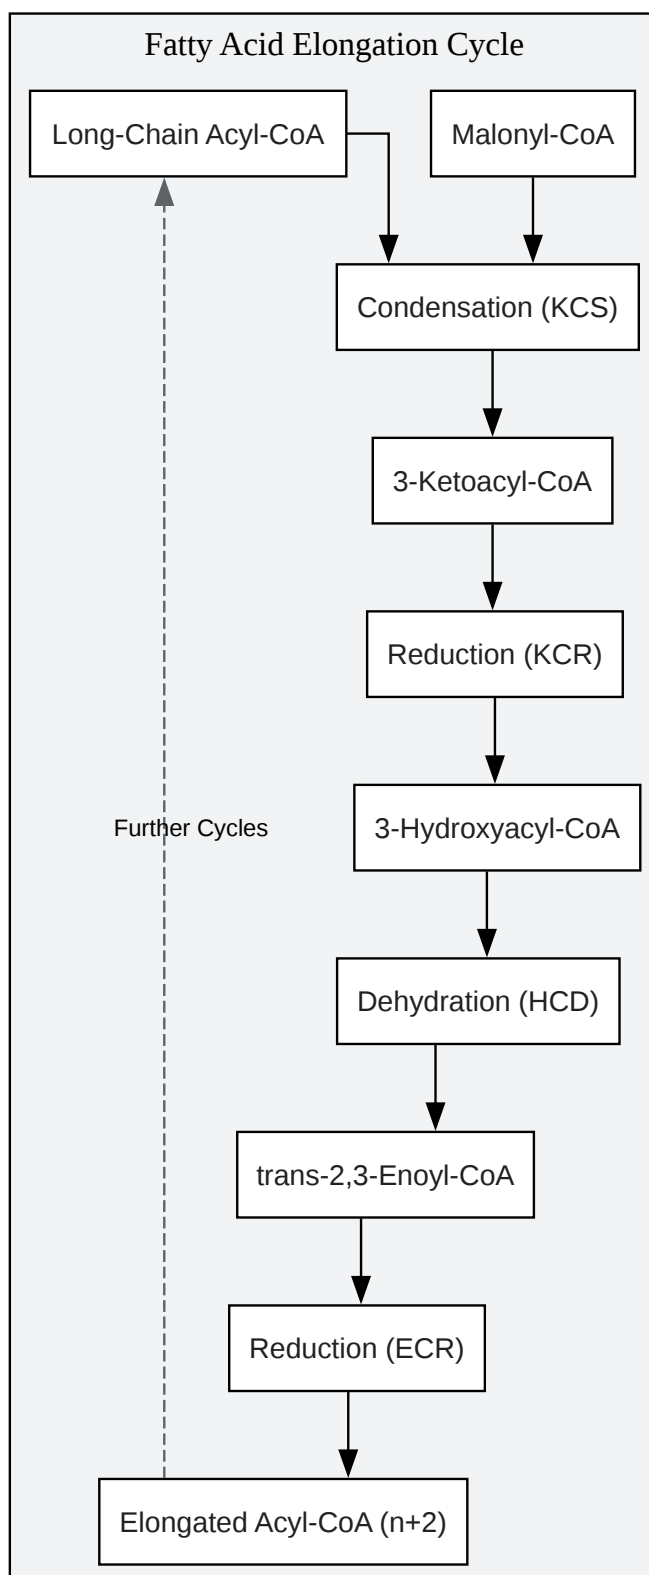 Fatty Acid Elongation Cycle
Long-Chain Acyl-CoA
Malonyl-CoA
Condensation (KCS)
3-Ketoacyl-CoA
Reduction (KCR)
3-Hydroxyacyl-CoA
Further Cycles
Dehydration (HCD)
trans-2,3-Enoyl-CoA
Reduction (ECR)
Elongated Acyl-CoA (n+2)